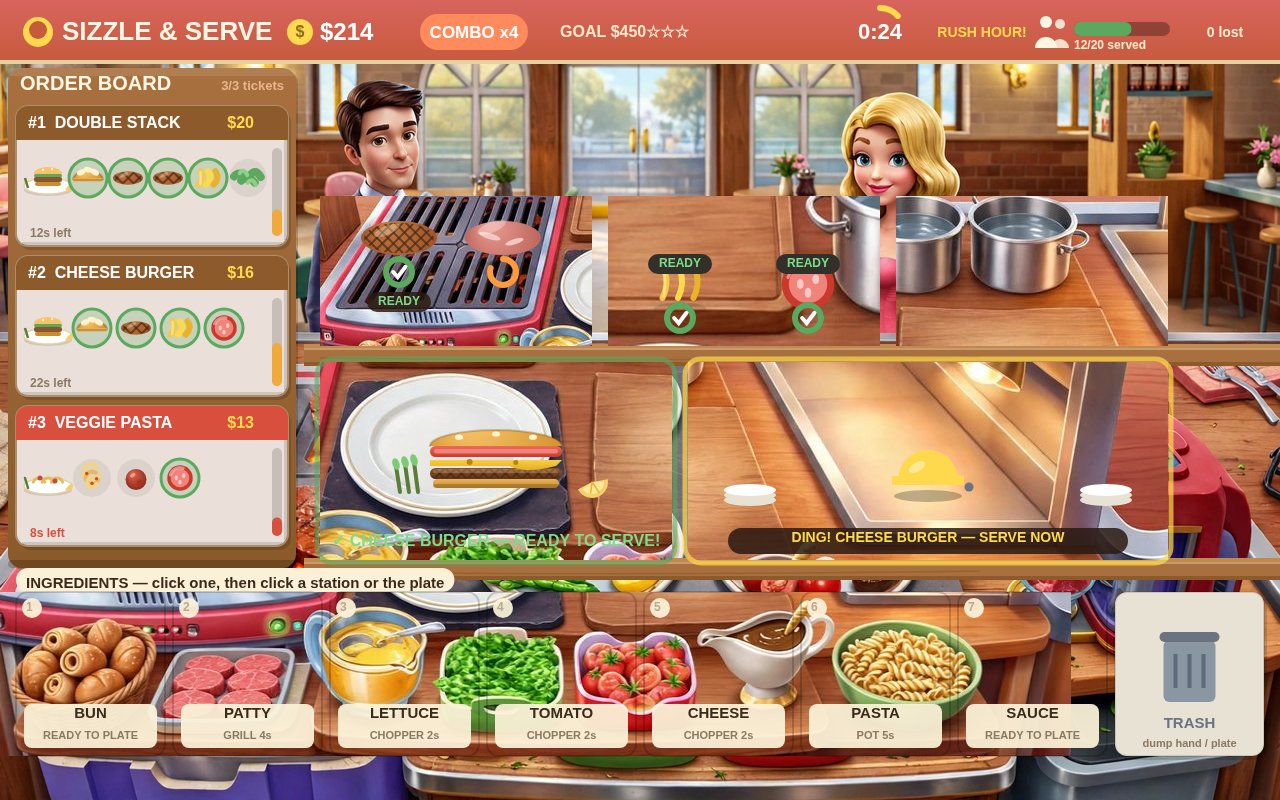 SIZZLE & SERVE
$
$214
COMBO x4
GOAL $450☆☆☆
0:24
RUSH HOUR!
12/20 served
0 lost
ORDER BOARD
3/3 tickets
#1 DOUBLE STACK
$20
12s left
#2 CHEESE BURGER
$16
22s left
#3 VEGGIE PASTA
$13
8s left
READY
READY
READY
CHEESE BURGER — READY TO SERVE!
DING! CHEESE BURGER — SERVE NOW
INGREDIENTS — click one, then click a station or the plate
1
2
3
4
5
6
7
BUN
READY TO PLATE
PATTY
GRILL 4s
LETTUCE
CHOPPER 2s
TOMATO
CHOPPER 2s
CHEESE
CHOPPER 2s
PASTA
POT 5s
SAUCE
READY TO PLATE
TRASH
dump hand / plate